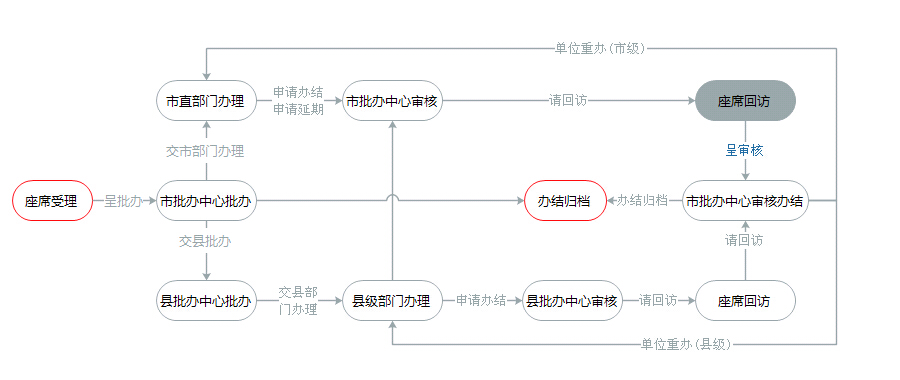 单位重办(市级)
市直部门办理
申请办结
申请延期
市批办中心审核
请回访
座席回访
交市部门办理
呈审核
座席受理
呈批办
市批办中心批办
办结归档
办结归档
市批办中心审核办结
交县批办
请回访
县批办中心批办
交县部
门办理
县级部门办理
申请办结
县批办中心审核
请回访
座席回访
单位重办(县级)